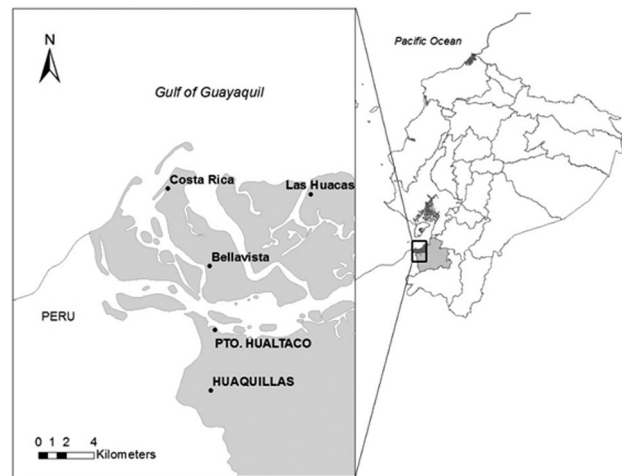 N
Pacific Ocean
Gulf of Guayaquil
Costa Rica
Las Huacas
Bellavista
PERU
PTO. HUALTACO
HUAQUILLAS
0 1 2 4
Kilometers